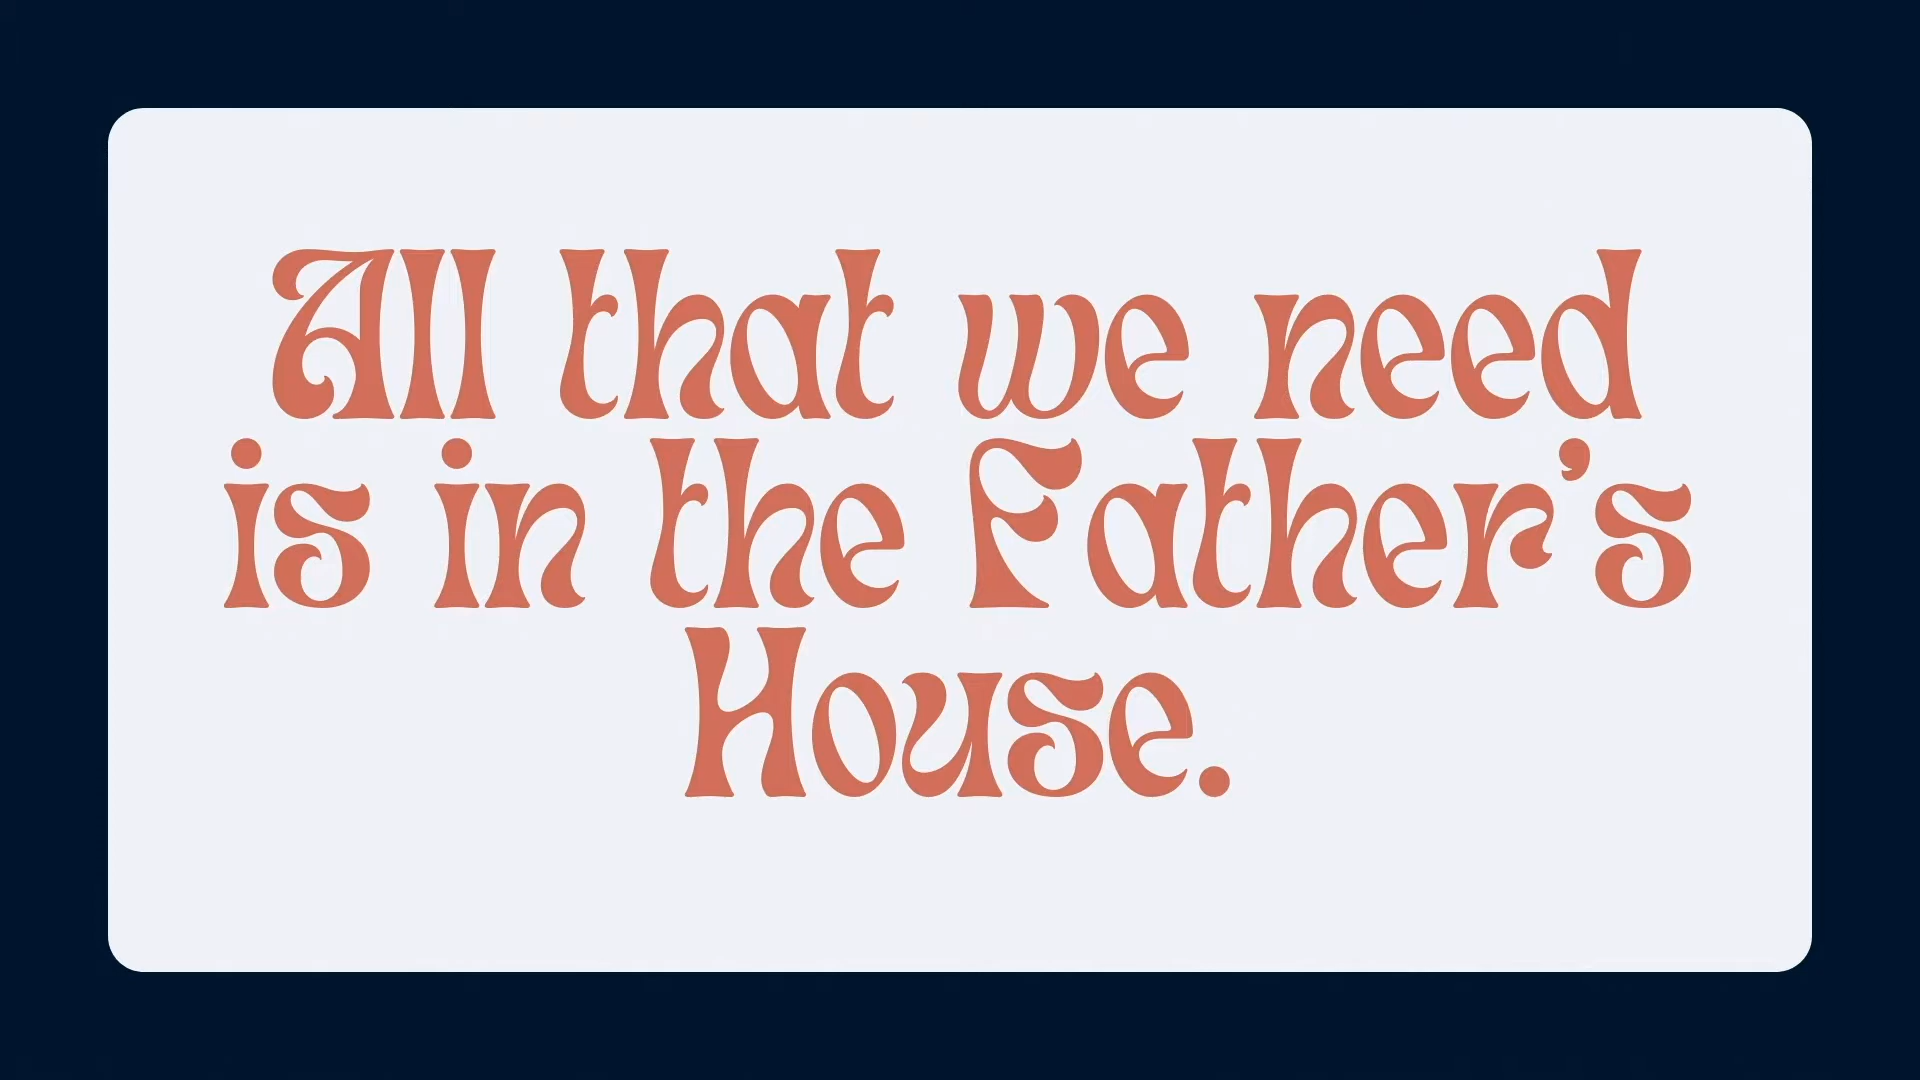 All that we need
is in the Father’s
House.